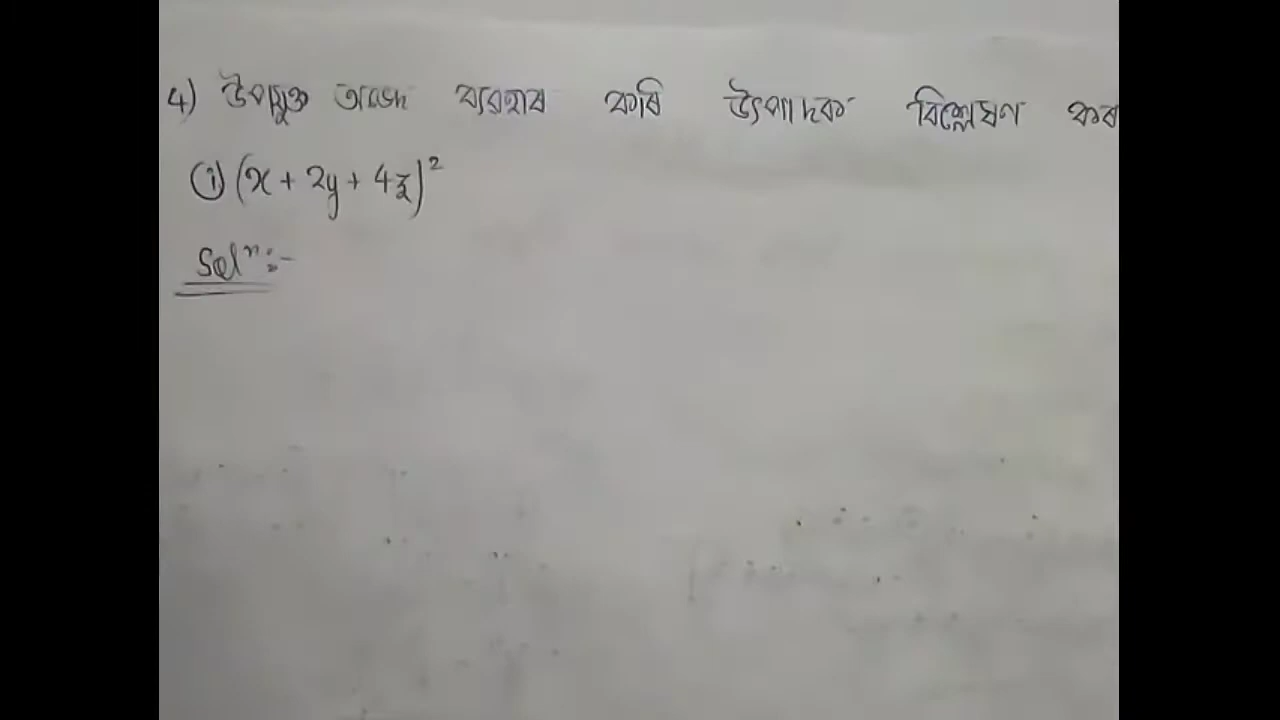 4) উপযুক্ত অভেদ ব্যৱহাৰ কৰি উৎপাদক বিশ্লেষণ কৰ
(i) (x + 2y + 4z)²
Solⁿ:-